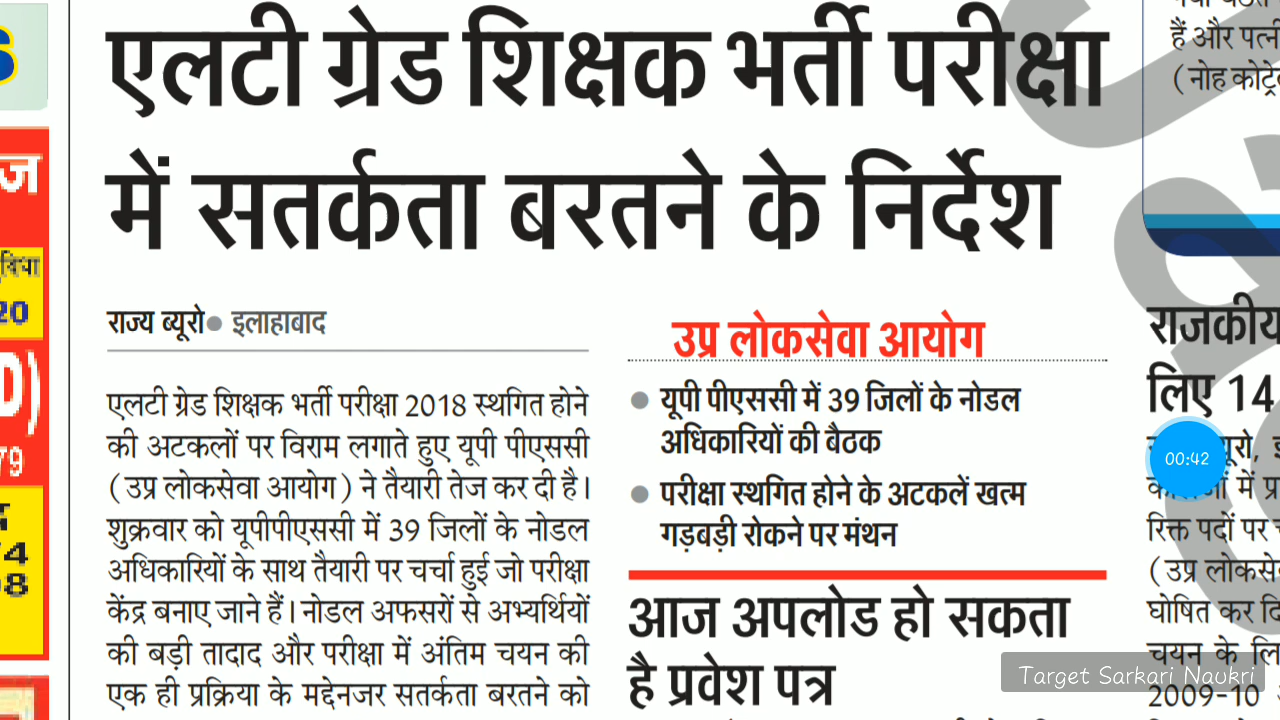 एलटी ग्रेड शिक्षक भर्ती परीक्षा
में सतर्कता बरतने के निर्देश
राज्य ब्यूरो● इलाहाबाद
एलटी ग्रेड शिक्षक भर्ती परीक्षा 2018 स्थगित होने
की अटकलों पर विराम लगाते हुए यूपी पीएससी
(उप्र लोकसेवा आयोग) ने तैयारी तेज कर दी है।
शुक्रवार को यूपीपीएससी में 39 जिलों के नोडल
अधिकारियों के साथ तैयारी पर चर्चा हुई जो परीक्षा
केंद्र बनाए जाने हैं। नोडल अफसरों से अभ्यर्थियों
की बड़ी तादाद और परीक्षा में अंतिम चयन की
एक ही प्रक्रिया के मद्देनजर सतर्कता बरतने को
उप्र लोकसेवा आयोग
● यूपी पीएससी में 39 जिलों के नोडल
अधिकारियों की बैठक
● परीक्षा स्थगित होने के अटकलें खत्म
गड़बड़ी रोकने पर मंथन
आज अपलोड हो सकता
है प्रवेश पत्र
हैं और
(नोह
राजकीय
लिए 14
00:42
में
रिक्त पदों पर
(उप्र
घोषित कर
चयन के
2009-10
Target Sarkari Naukri
20
79